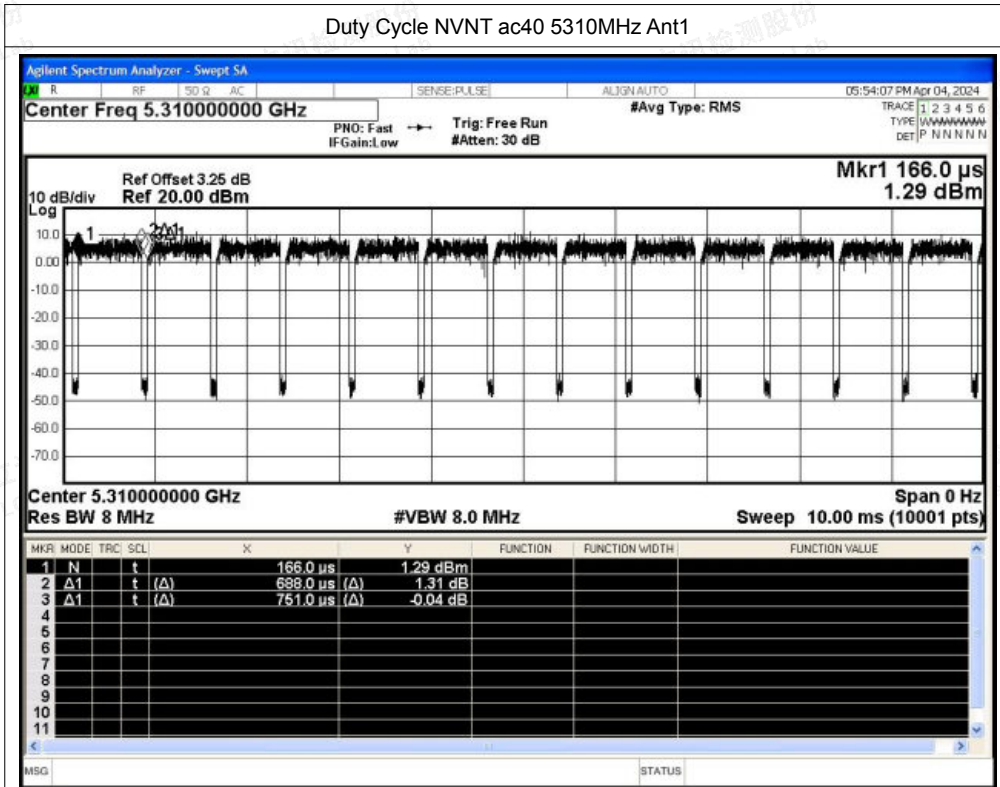 Duty Cycle NVNT ac40 5310MHz Ant1
Agilent Spectrum Analyzer - Swept SA
R RF 50 Ω AC SENSE:PULSE ALIGN AUTO 05:54:07 PM Apr 04, 2024
Center Freq 5.310000000 GHz #Avg Type: RMS TRACE 1 2 3 4 5 6
PNO: Fast Trig: Free Run TYPE
IFGain:Low #Atten: 30 dB DET P N N N N N
Ref Offset 3.25 dB Mkr1 166.0 µs
10 dB/div Ref 20.00 dBm 1.29 dBm
Log
10.0
0.00
-10.0
-20.0
-30.0
-40.0
-50.0
-60.0
-70.0
1
Center 5.310000000 GHz Span 0 Hz
Res BW 8 MHz #VBW 8.0 MHz Sweep 10.00 ms (10001 pts)
MKR MODE TRC SCL X Y FUNCTION FUNCTION WIDTH FUNCTION VALUE
1 N t 166.0 µs 1.29 dBm
2 Δ1 t (Δ) 688.0 µs (Δ) 1.31 dB
3 Δ1 t (Δ) 751.0 µs (Δ) -0.04 dB
4
5
6
7
8
9
10
11
MSG STATUS